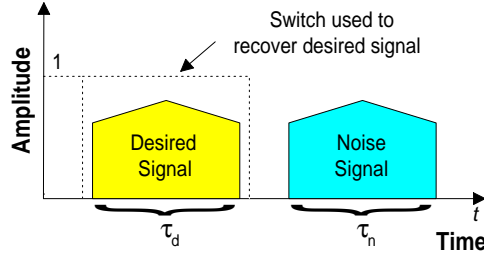 Switch used to
recover desired signal
1
Amplitude
Desired
Signal
Noise
Signal
t
τd
τn
Time